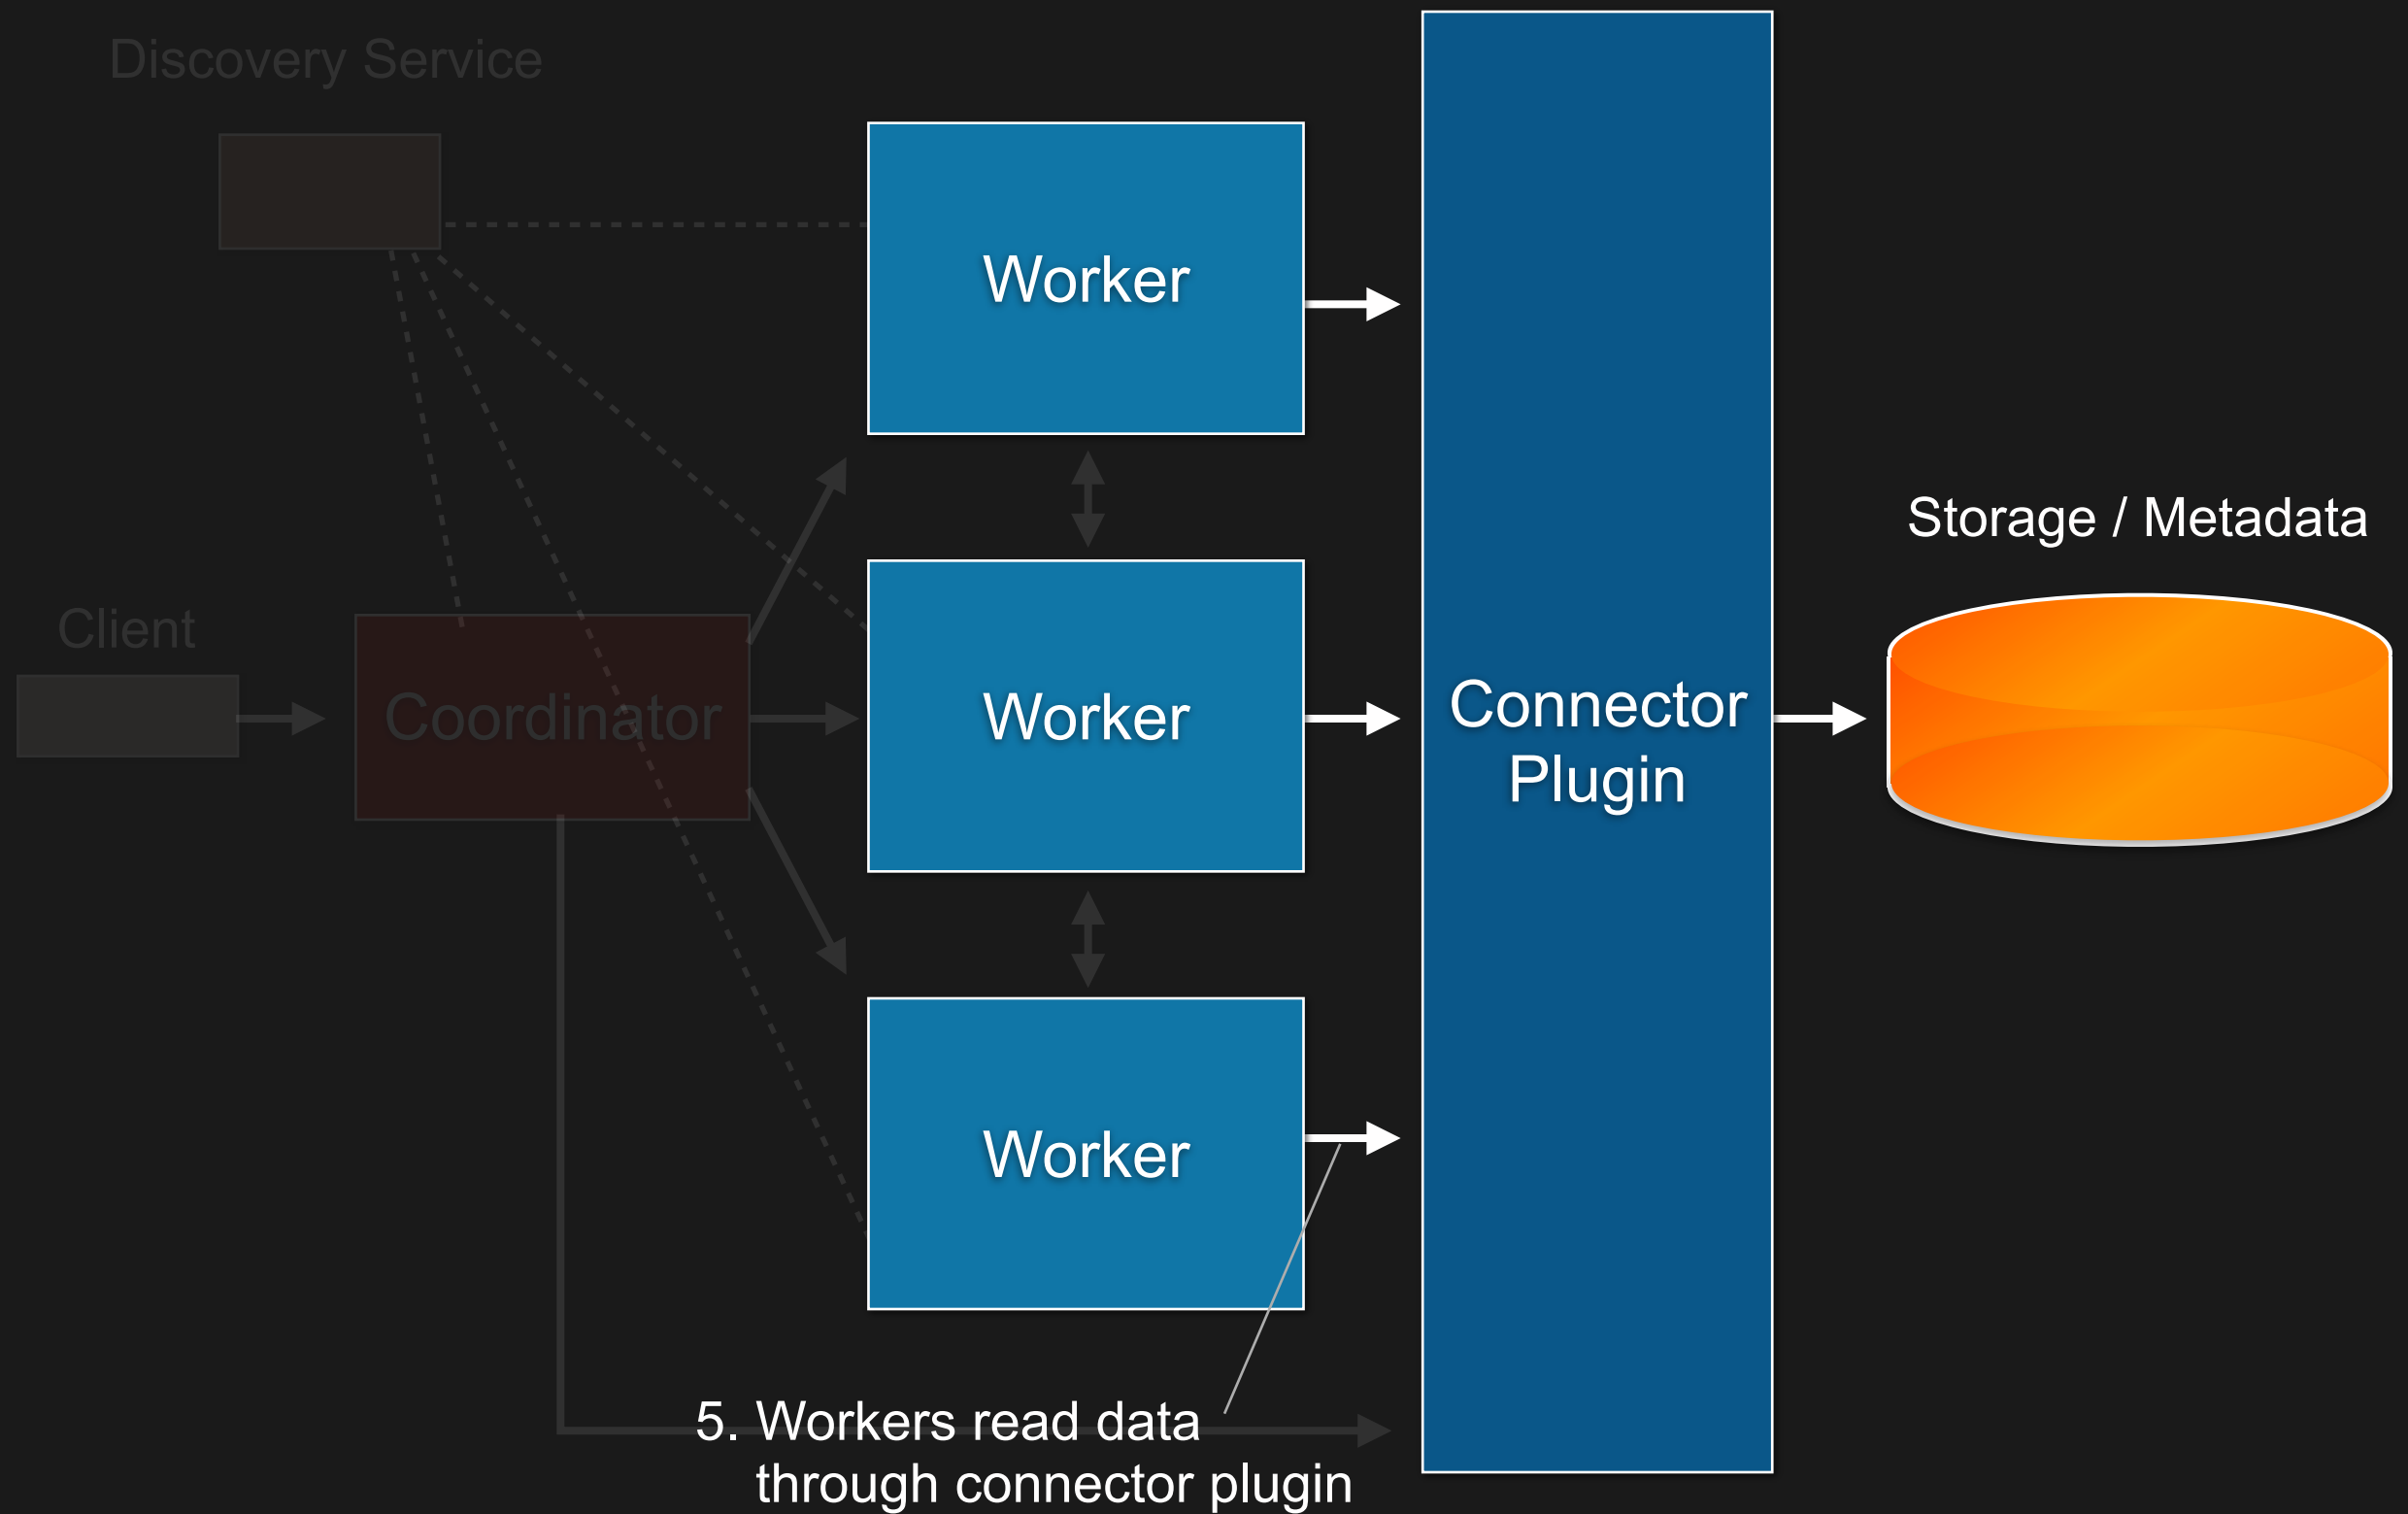 Discovery Service
Worker
Storage / Metadata
Client
Coordinator
Worker
Connector
Plugin
Worker
5. Workers read data
through connector plugin